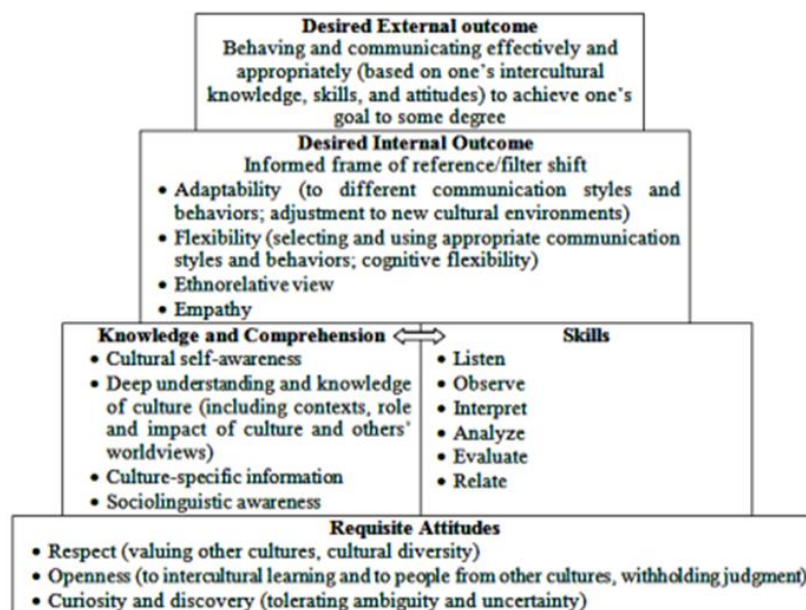 Desired External outcome
Behaving and communicating effectively and
appropriately (based on one's intercultural
knowledge, skills, and attitudes) to achieve one's
goal to some degree
Desired Internal Outcome
Informed frame of reference/filter shift
• Adaptability (to different communication styles and
behaviors; adjustment to new cultural environments)
• Flexibility (selecting and using appropriate communication
styles and behaviors; cognitive flexibility)
• Ethnorelative view
• Empathy
Knowledge and Comprehension
• Cultural self-awareness
• Deep understanding and knowledge
of culture (including contexts, role
and impact of culture and others'
worldviews)
• Culture-specific information
• Sociolinguistic awareness
Skills
• Listen
• Observe
• Interpret
• Analyze
• Evaluate
• Relate
Requisite Attitudes
• Respect (valuing other cultures, cultural diversity)
• Openness (to intercultural learning and to people from other cultures, withholding judgment)
• Curiosity and discovery (tolerating ambiguity and uncertainty)